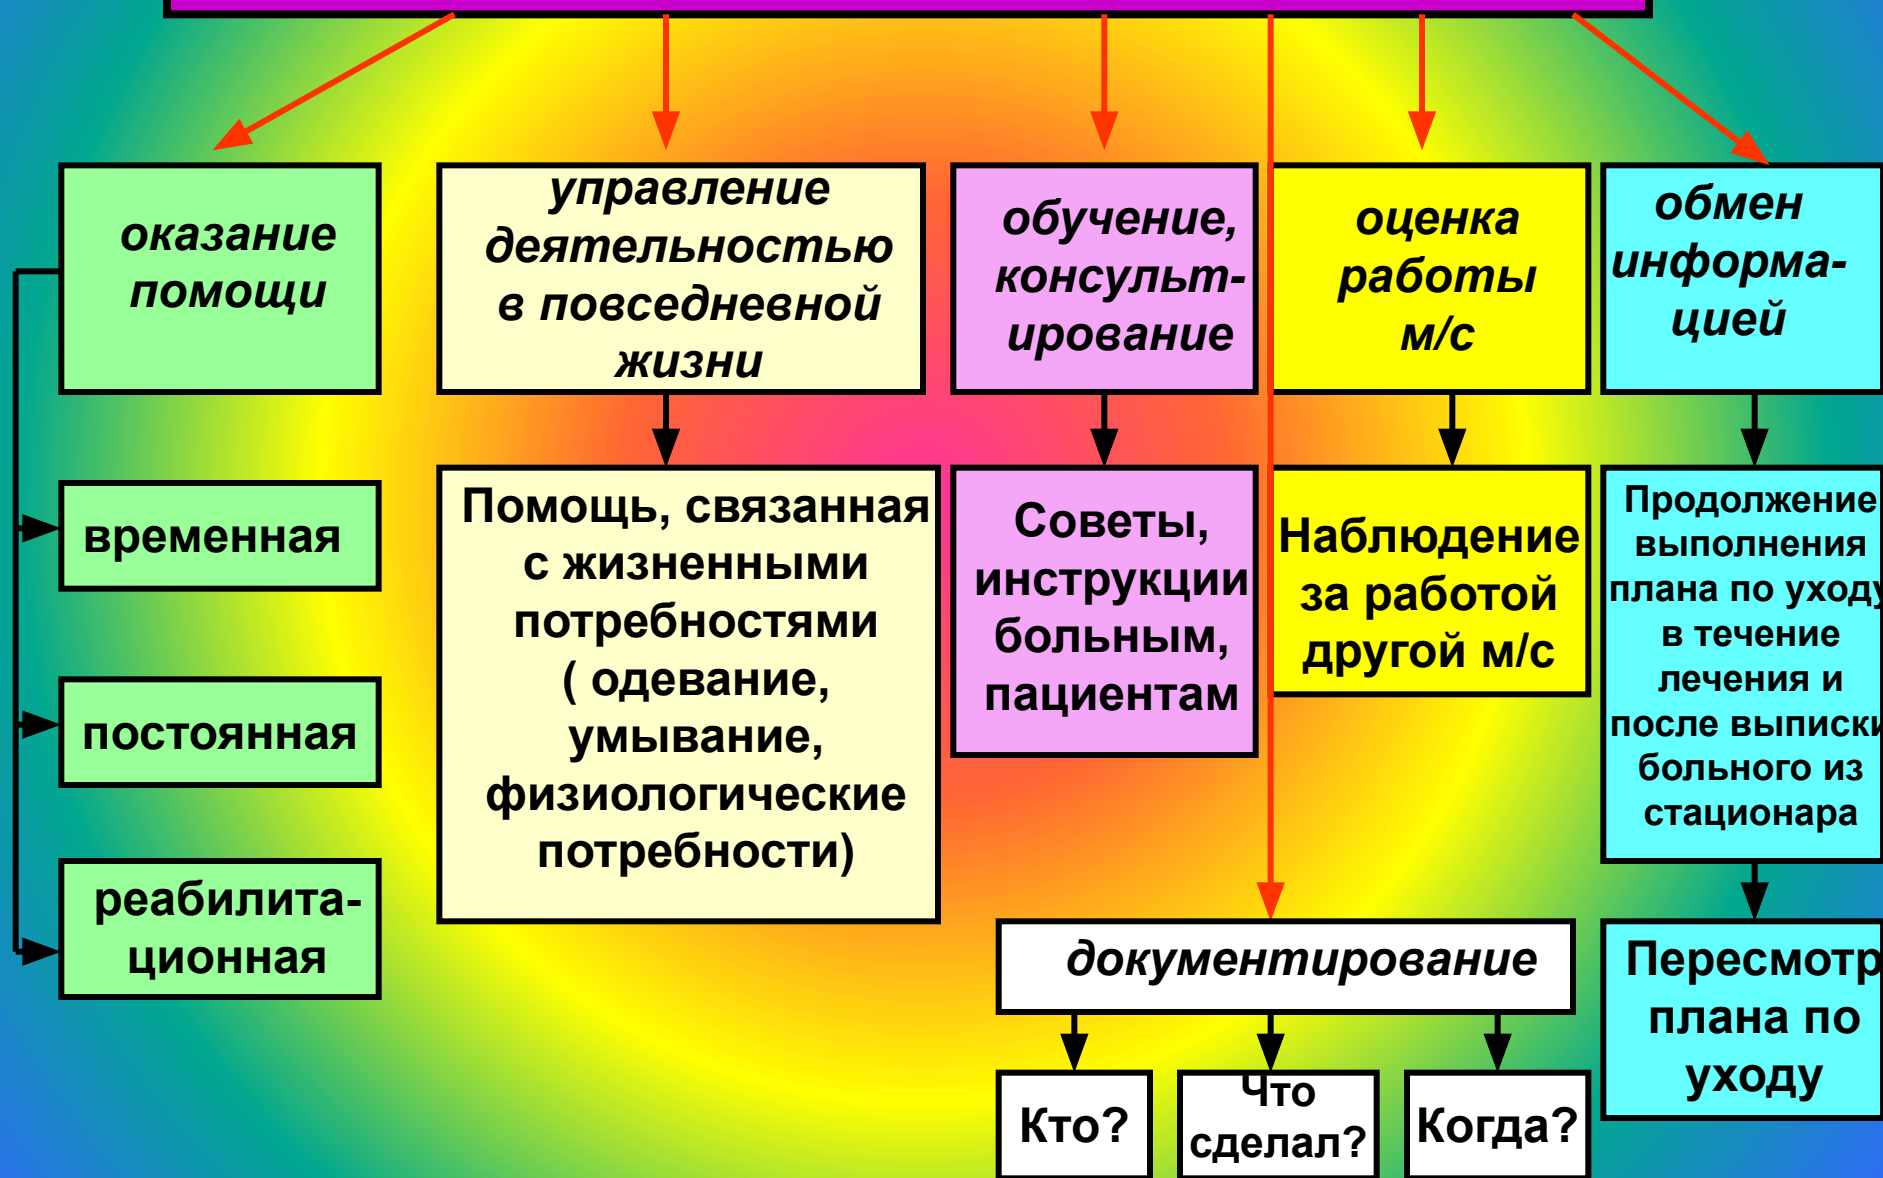 оказание
помощи
управление
деятельностью
в повседневной
жизни
обучение,
консульт-
ирование
оценка
работы
м/с
обмен
информа-
цией
временная
постоянная
реабилита-
ционная
Помощь, связанная
с жизненными
потребностями
( одевание,
умывание,
физиологические
потребности)
Советы,
инструкции
больным,
пациентам
Наблюдение
за работой
другой м/с
Продолжение
выполнения
плана по уходу
в течение
лечения и
после выписки
больного из
стационара
документирование
Пересмотр
плана по
уходу
Кто?
Что
сделал?
Когда?